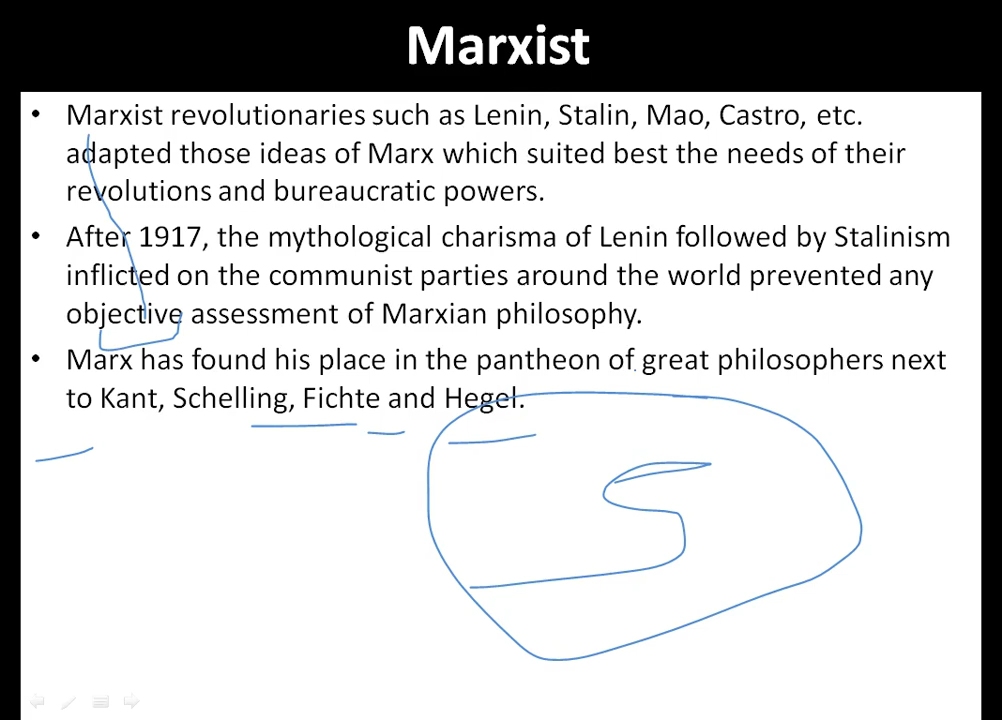 Marxist
• Marxist revolutionaries such as Lenin, Stalin, Mao, Castro, etc.
adapted those ideas of Marx which suited best the needs of their
revolutions and bureaucratic powers.
• After 1917, the mythological charisma of Lenin followed by Stalinism
inflicted on the communist parties around the world prevented any
objective assessment of Marxian philosophy.
• Marx has found his place in the pantheon of great philosophers next
to Kant, Schelling, Fichte and Hegel.
S